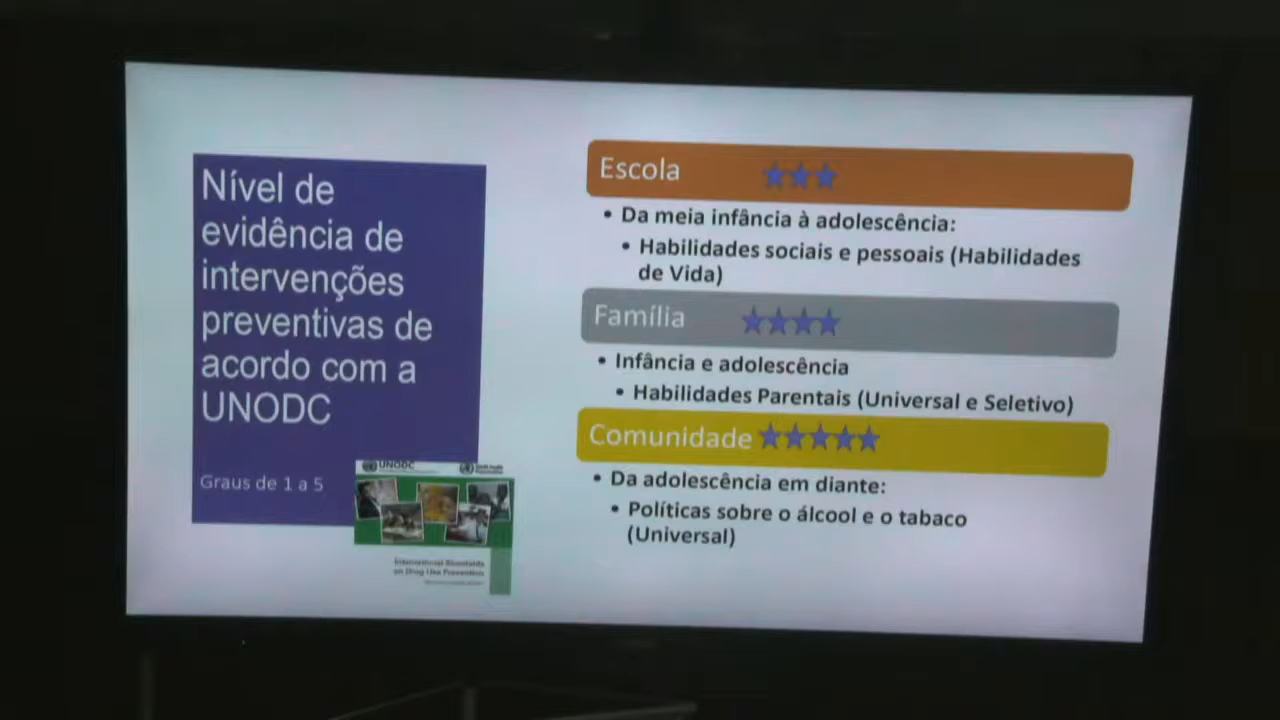 Nível de
evidência de
intervenções
preventivas de
acordo com a
UNODC
Graus de 1 a 5
UNODC
International Standards
on Drug Use Prevention
Escola
• Da meia infância à adolescência:
• Habilidades sociais e pessoais (Habilidades
de Vida)
Família
• Infância e adolescência
• Habilidades Parentais (Universal e Seletivo)
Comunidade
• Da adolescência em diante:
• Políticas sobre o álcool e o tabaco
(Universal)